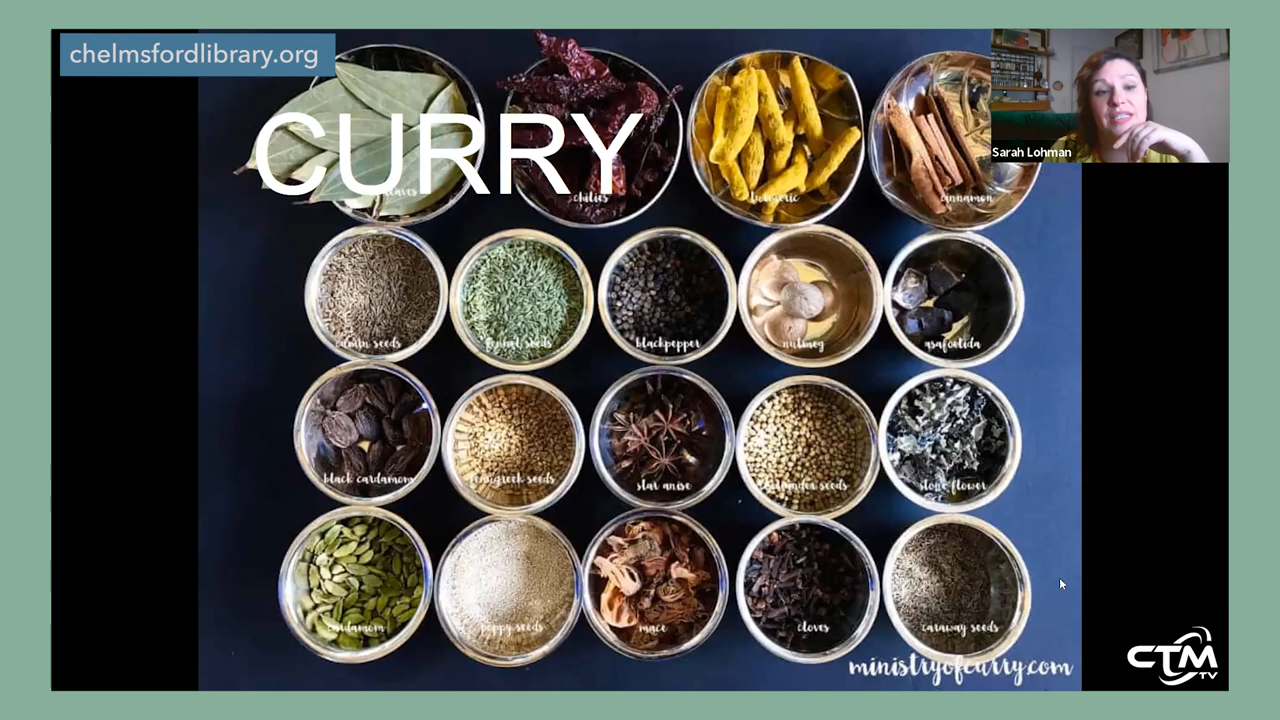 chelmsfordlibrary.org
CURRY
Sarah Lohman
chilies
turmeric
cinnamon
seeds
fennel seeds
blackpepper
nutmeg
asafoetida
black cardamom
fenugreek seeds
star anise
coriander seeds
stone flower
cardamom
poppy seeds
mace
cloves
caraway seeds
ministryofcurry.com
CTM
TV